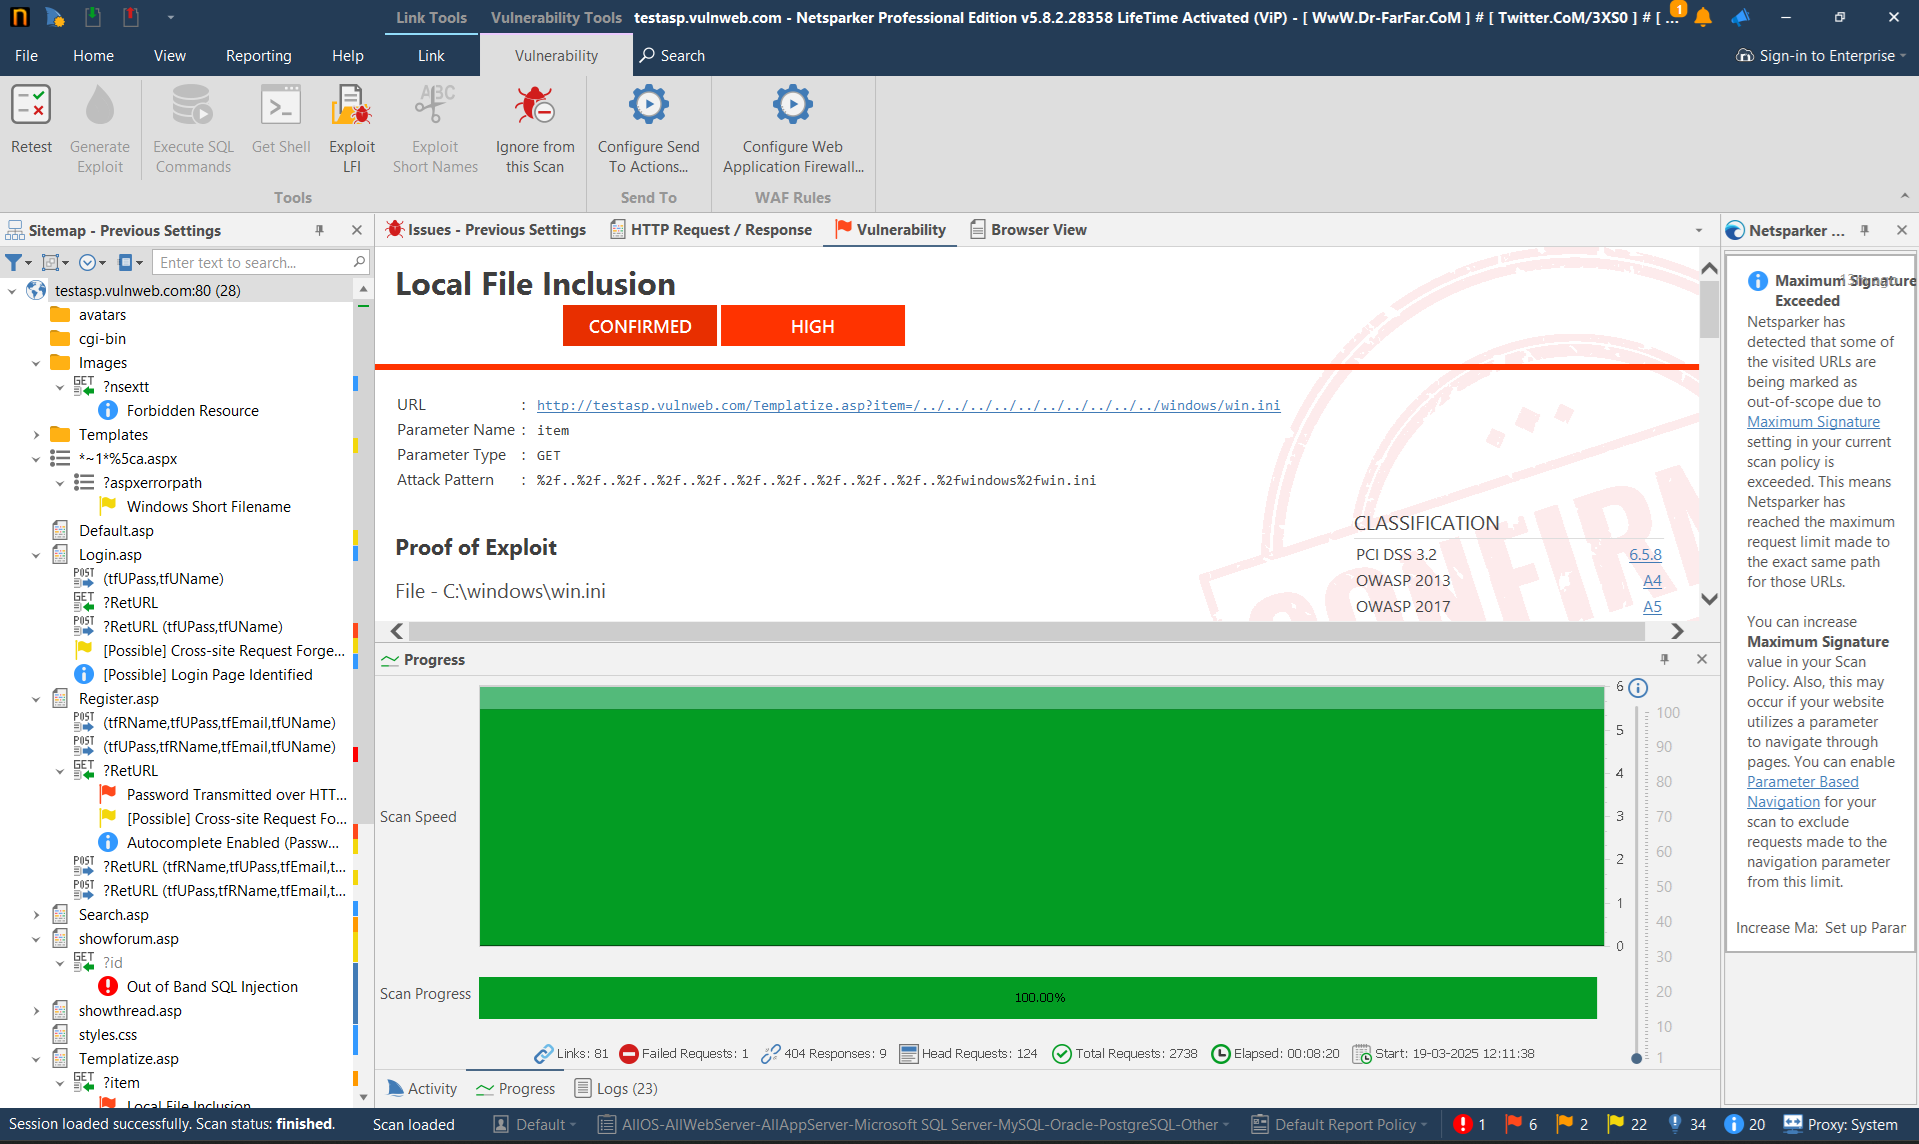 Link Tools
Vulnerability Tools
testasp.vulnweb.com - Netsparker Professional Edition v5.8.2.28358 LifeTime Activated (ViP) - [ WwW.Dr-FarFar.CoM ] # [ Twitter.CoM/3XS0 ] # [ ...
1
File
Home
View
Reporting
Help
Link
Vulnerability
Search
Sign-in to Enterprise
Retest
Generate Exploit
Execute SQL Commands
Get Shell
Exploit LFI
Exploit Short Names
Ignore from this Scan
Configure Send To Actions...
Configure Web Application Firewall...
Tools
Send To
WAF Rules
Sitemap - Previous Settings
Enter text to search...
testasp.vulnweb.com:80 (28)
avatars
cgi-bin
Images
GET ?nsextt
Forbidden Resource
Templates
*~1*%5ca.aspx
?aspxerrorpath
Windows Short Filename
Default.asp
Login.asp
POST (tfUPass,tfUName)
GET ?RetURL
POST ?RetURL (tfUPass,tfUName)
[Possible] Cross-site Request Forge...
[Possible] Login Page Identified
Register.asp
POST (tfRName,tfUPass,tfEmail,tfUName)
POST (tfUPass,tfRName,tfEmail,tfUName)
GET ?RetURL
Password Transmitted over HTT...
[Possible] Cross-site Request Fo...
Autocomplete Enabled (Passw...
POST ?RetURL (tfRName,tfUPass,tfEmail,t...
POST ?RetURL (tfUPass,tfRName,tfEmail,t...
Search.asp
showforum.asp
GET ?id
Out of Band SQL Injection
showthread.asp
styles.css
Templatize.asp
GET ?item
Local File Inclusion
Issues - Previous Settings
HTTP Request / Response
Vulnerability
Browser View
Local File Inclusion
CONFIRMED
HIGH
URL : http://testasp.vulnweb.com/Templatize.asp?item=/../../../../../../../../../../windows/win.ini
Parameter Name : item
Parameter Type : GET
Attack Pattern : %2f..%2f..%2f..%2f..%2f..%2f..%2f..%2f..%2f..%2f..%2fwindows%2fwin.ini
Proof of Exploit
File - C:\windows\win.ini
CLASSIFICATION
PCI DSS 3.2 6.5.8
OWASP 2013 A4
OWASP 2017 A5
CONFIRM
Progress
Scan Speed
6
5
4
3
2
1
0
100
90
80
70
60
50
40
30
20
10
1
Scan Progress
100.00%
Links: 81
Failed Requests: 1
404 Responses: 9
Head Requests: 124
Total Requests: 2738
Elapsed: 00:08:20
Start: 19-03-2025 12:11:38
Activity
Progress
Logs (23)
Netsparker ...
Maximum Signature
Exceeded
Netsparker has
detected that some of
the visited URLs are
being marked as
out-of-scope due to
Maximum Signature
setting in your current
scan policy is
exceeded. This means
Netsparker has
reached the maximum
request limit made to
the exact same path
for those URLs.
You can increase
Maximum Signature
value in your Scan
Policy. Also, this may
occur if your website
utilizes a parameter
to navigate through
pages. You can enable
Parameter Based
Navigation for your
scan to exclude
requests made to the
navigation parameter
from this limit.
Increase Ma:
Set up Parar
Session loaded successfully. Scan status: finished.
Scan loaded
Default
AllOS-AllWebServer-AllAppServer-Microsoft SQL Server-MySQL-Oracle-PostgreSQL-Other
Default Report Policy
1
6
2
22
34
20
Proxy: System